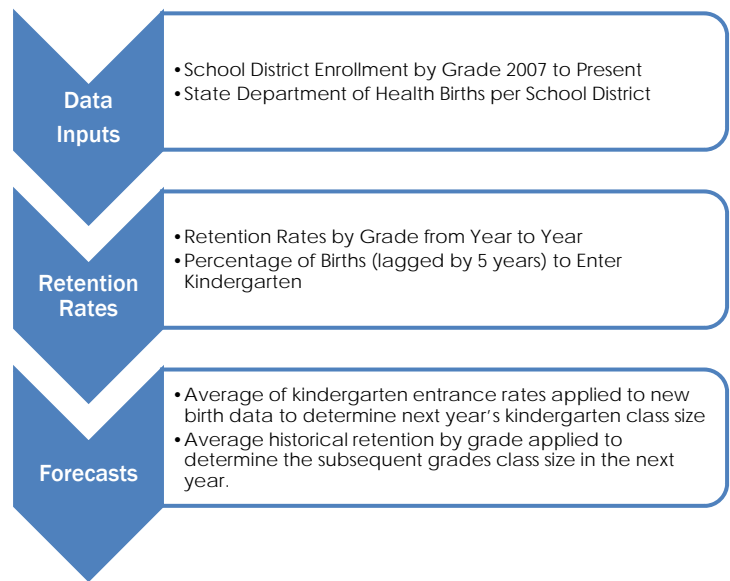 Data
Inputs
•School District Enrollment by Grade 2007 to Present
•State Department of Health Births per School District
Retention
Rates
•Retention Rates by Grade from Year to Year
•Percentage of Births (lagged by 5 years) to Enter
Kindergarten
Forecasts
•Average of kindergarten entrance rates applied to new
birth data to determine next year's kindergarten class size
•Average historical retention by grade applied to
determine the subsequent grades class size in the next
year.